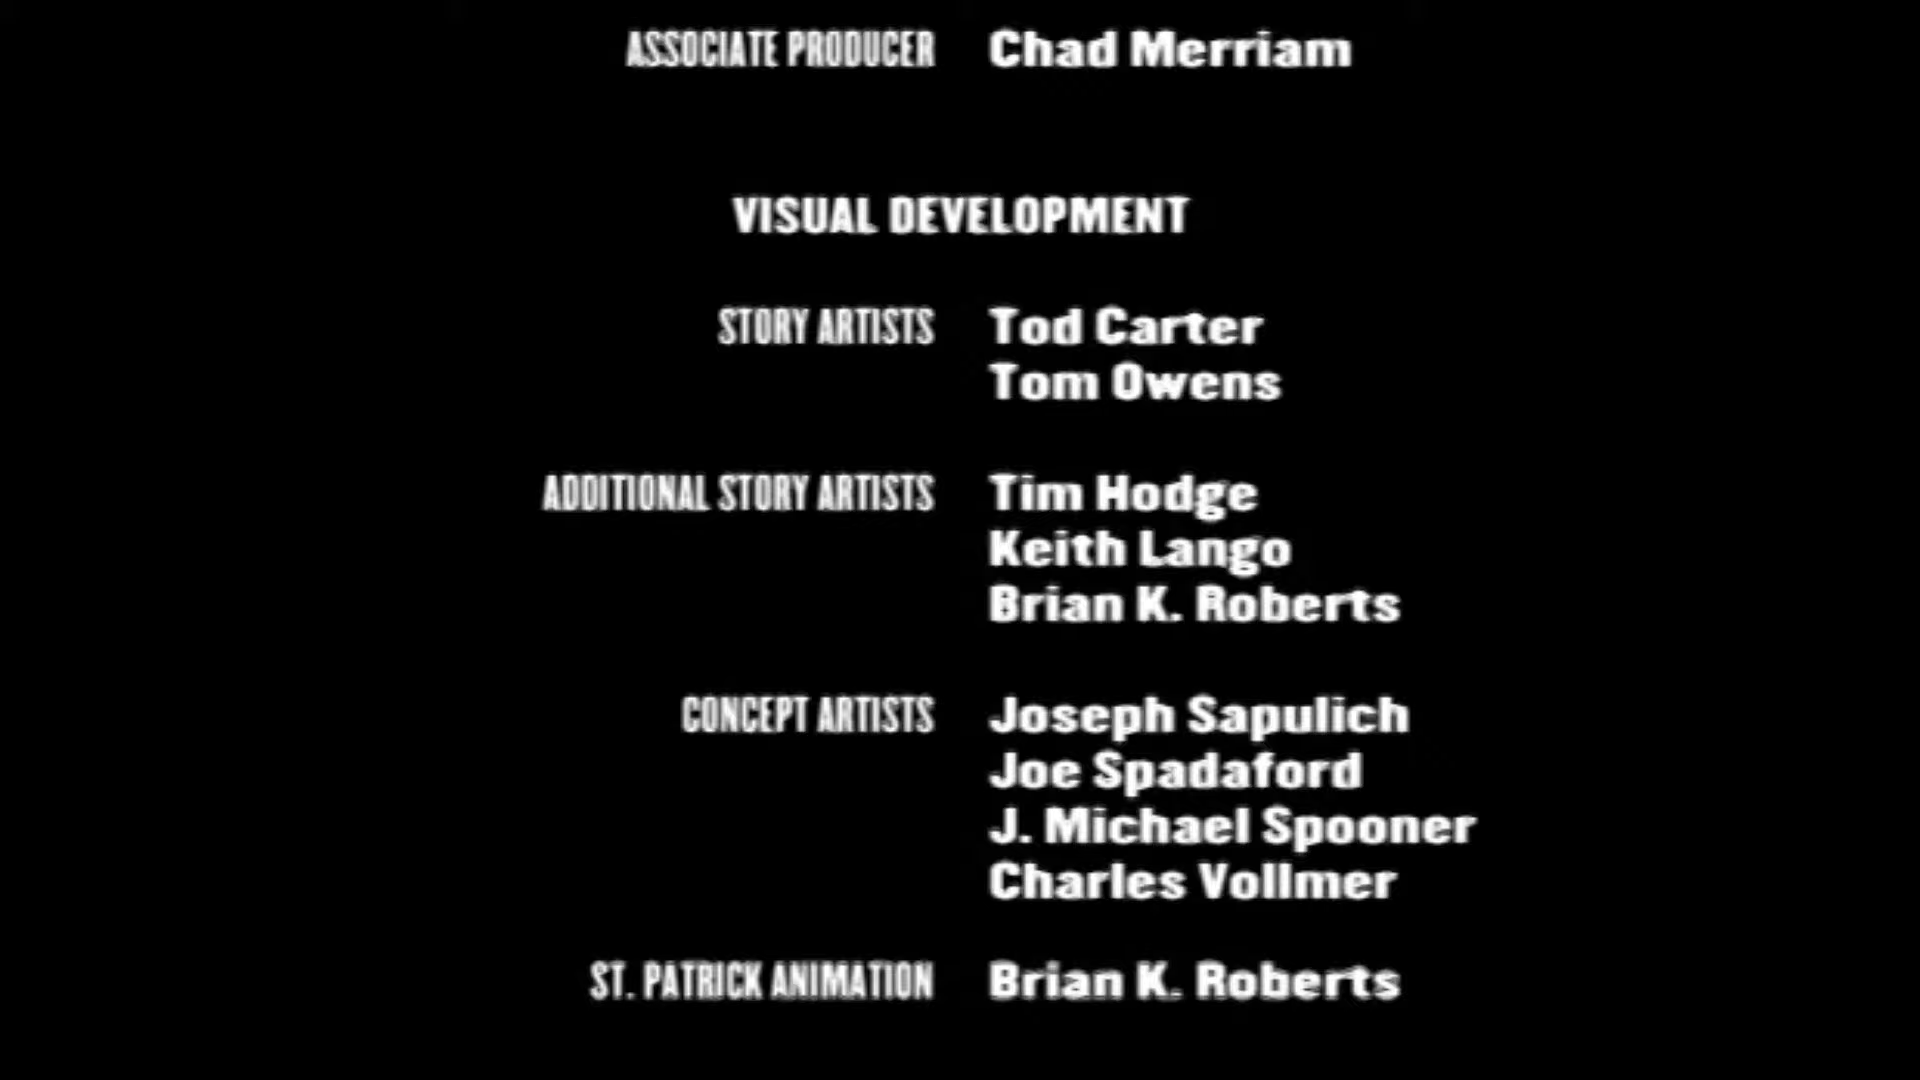 ASSOCIATE PRODUCER Chad Merriam
VISUAL DEVELOPMENT
STORY ARTISTS Tod Carter
Tom Owens
ADDITIONAL STORY ARTISTS Tim Hodge
Keith Lango
Brian K. Roberts
CONCEPT ARTISTS Joseph Sapulich
Joe Spadaford
J. Michael Spooner
Charles Vollmer
ST. PATRICK ANIMATION Brian K. Roberts